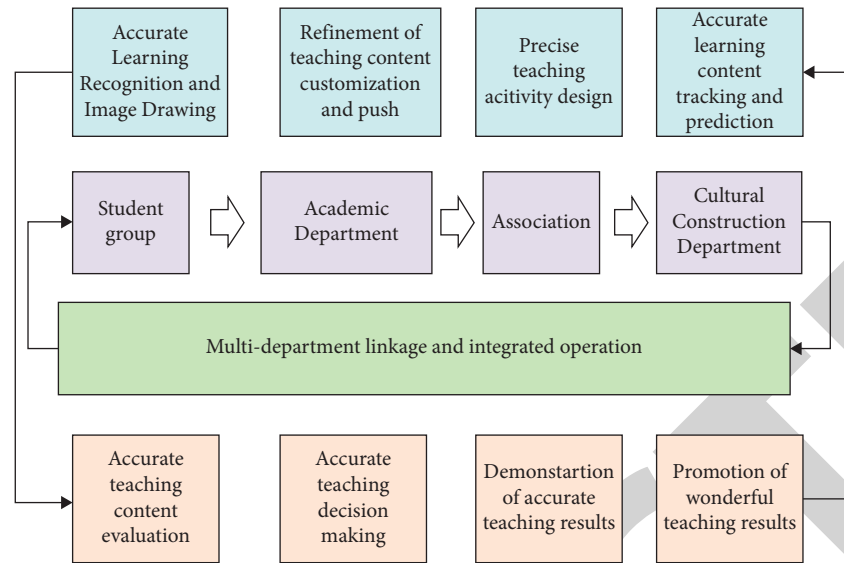 Accurate
Learning
Recognition and
Image Drawing
Refinement of
teaching content
customization
and push
Precise
teaching
acitivity design
Accurate
learning
content
tracking and
prediction
Student
group
Academic
Department
Association
Cultural
Construction
Department
Multi-department linkage and integrated operation
Accurate
teaching
content
evaluation
Accurate
teaching
decision
making
Demonstartion
of accurate
teaching results
Promotion of
wonderful
teaching results